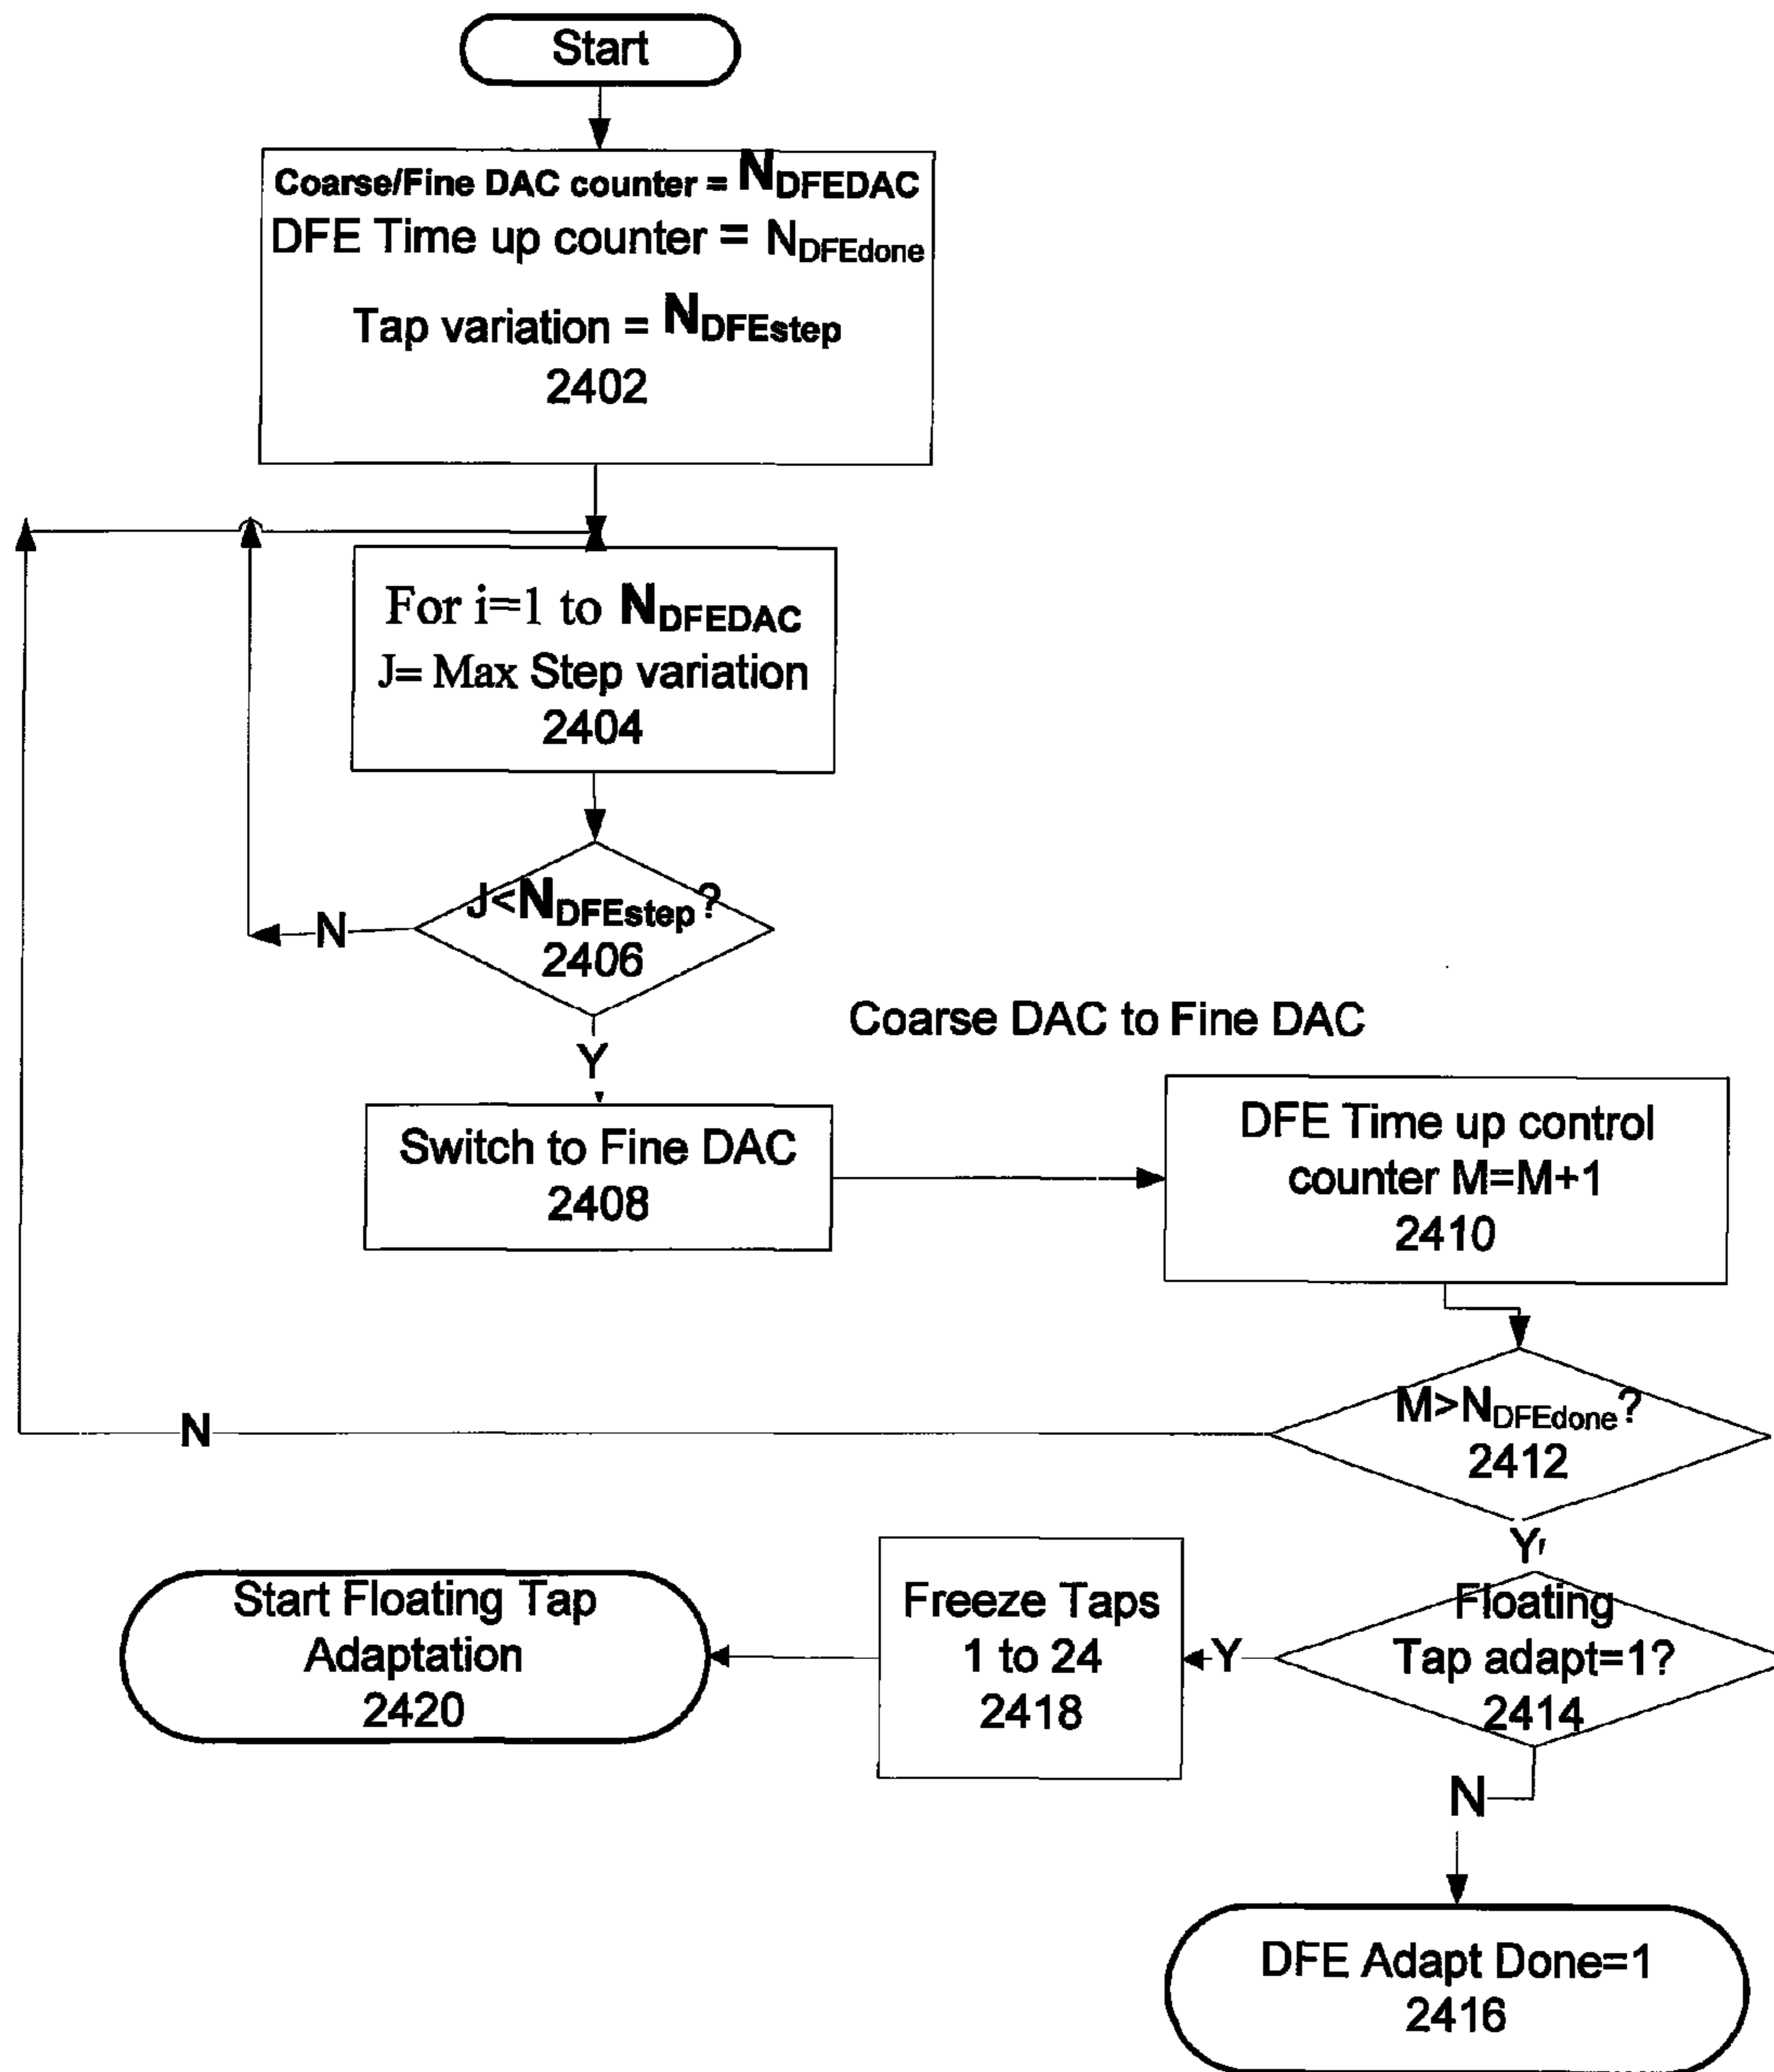 Start
Coarse/Fine DAC counter = NDFEDAC
DFE Time up counter = NDFEdone
Tap variation = NDFEstep
2402
For i=1 to NDFEDAC
J= Max Step variation
2404
J<NDFEstep?
2406
N
Y
Coarse DAC to Fine DAC
Switch to Fine DAC
2408
DFE Time up control
counter M=M+1
2410
M>NDFEdone?
2412
N
Y
Floating
Tap adapt=1?
2414
Y
Freeze Taps
1 to 24
2418
Start Floating Tap
Adaptation
2420
N
DFE Adapt Done=1
2416